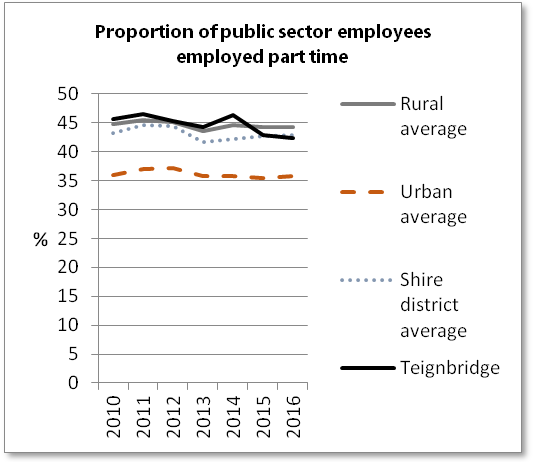 Proportion of public sector employees
employed part time
50
45
40
35
30
25
20
15
10
5
0
%
2010
2011
2012
2013
2014
2015
2016
Rural
average
Urban
average
Shire
district
average
Teignbridge